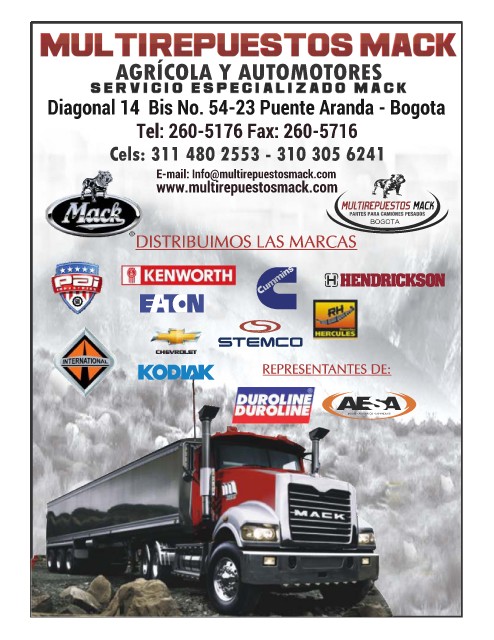 MULTIREPUESTOS MACK
AGRÍCOLA Y AUTOMOTORES
SERVICIO ESPECIALIZADO MACK
Diagonal 14 Bis No. 54-23 Puente Aranda - Bogota
Tel: 260-5176 Fax: 260-5716
Cels: 311 480 2553 - 310 305 6241
E-mail: Info@multirepuestosmack.com
www.multirepuestosmack.com
Mack
MULTIREPUESTOS MACK
PARTES PARA CAMIONES PESADOS
BOGOTA
DISTRIBUIMOS LAS MARCAS
pai
INDUSTRIES
KENWORTH
Cummins
HENDRICKSON
EATON
RH
HERCULES
CHEVROLET
STEMCO
INTERNATIONAL
KODIAK
REPRESENTANTES DE:
DUROLINE
DUROLINE
AESA
MACK